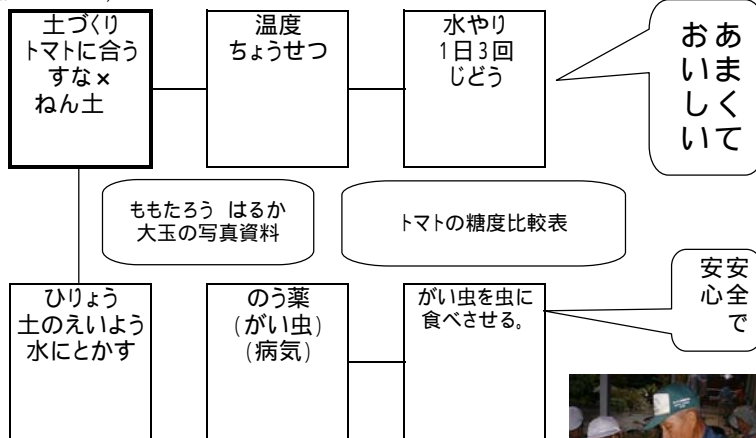 土づくり
トマトに合う
すな×
ねん土
温度
ちょうせつ
水やり
1日3回
じどう
あまくて
おいしい
ももたろう はるか
大玉の写真資料
トマトの糖度比較表
ひりょう
土のえいよう
水にとかす
のう薬
(がい虫)
(病気)
がい虫を虫に
食べさせる。
安全で
安心